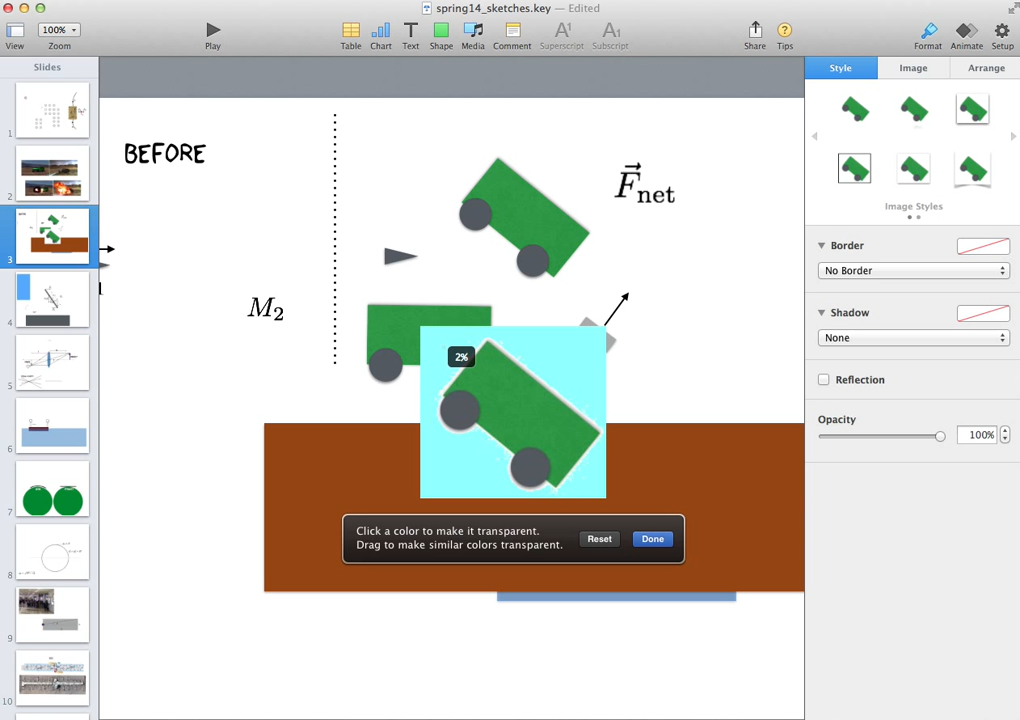 spring14_sketches.key — Edited
100%
View
Zoom
Play
Table
Chart
Text
Shape
Media
Comment
Superscript
Subscript
Share
Tips
Format
Animate
Setup
Slides
Style
Image
Arrange
1
2
3
4
5
6
7
8
9
10
BEFORE
F⃗net
M2
2%
Click a color to make it transparent.
Drag to make similar colors transparent.
Reset
Done
Image Styles
Border
No Border
Shadow
None
Reflection
Opacity
100%